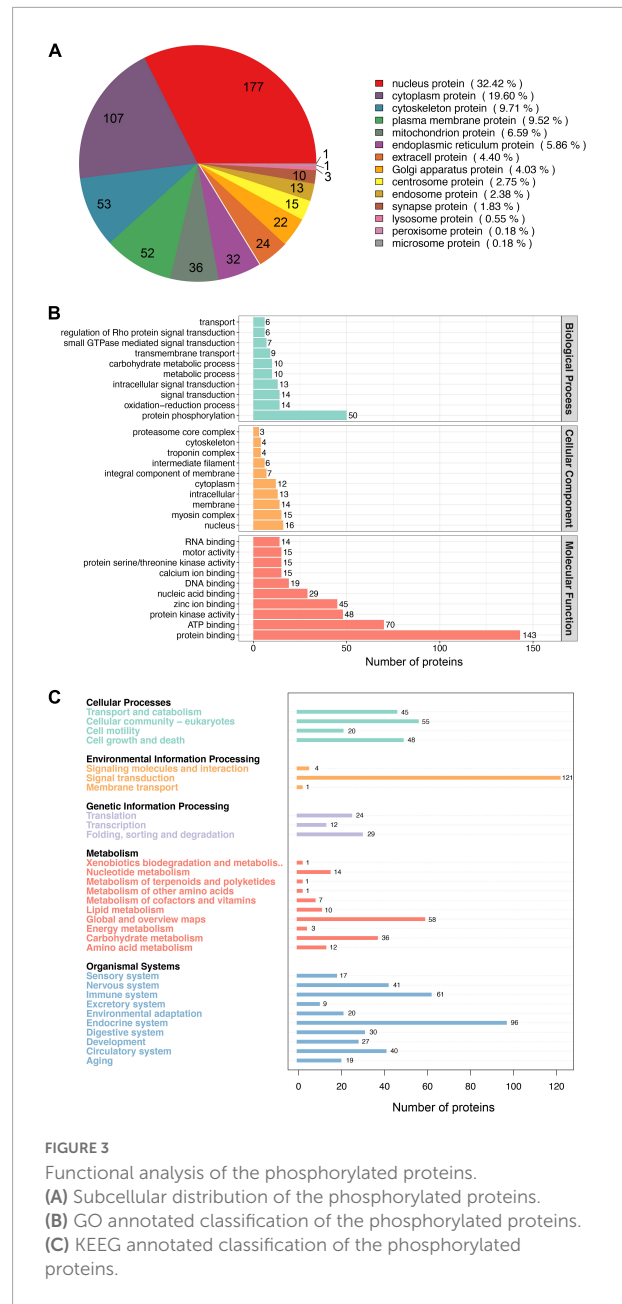 A
177
107
53
52
36
32
24
22
15
13
10
3
1
1
nucleus protein ( 32.42 % )
cytoplasm protein ( 19.60 % )
cytoskeleton protein ( 9.71 % )
plasma membrane protein ( 9.52 % )
mitochondrion protein ( 6.59 % )
endoplasmic reticulum protein ( 5.86 % )
extracell protein ( 4.40 % )
Golgi apparatus protein ( 4.03 % )
centrosome protein ( 2.75 % )
endosome protein ( 2.38 % )
synapse protein ( 1.83 % )
lysosome protein ( 0.55 % )
peroxisome protein ( 0.18 % )
microsome protein ( 0.18 % )
B
transport 6
regulation of Rho protein signal transduction 6
small GTPase mediated signal transduction 7
transmembrane transport 9
carbohydrate metabolic process 10
metabolic process 10
intracellular signal transduction 13
signal transduction 14
oxidation−reduction process 14
protein phosphorylation 50
Biological Process
proteasome core complex 3
cytoskeleton 4
troponin complex 4
intermediate filament 6
integral component of membrane 7
cytoplasm 12
intracellular 13
membrane 14
myosin complex 15
nucleus 16
Cellular Component
RNA binding 14
motor activity 15
protein serine/threonine kinase activity 15
calcium ion binding 15
DNA binding 19
nucleic acid binding 29
zinc ion binding 45
protein kinase activity 48
ATP binding 70
protein binding 143
Molecular Function
0 50 100 150
Number of proteins
C
Cellular Processes
Transport and catabolism 45
Cellular community − eukaryotes 55
Cell motility 20
Cell growth and death 48
Environmental Information Processing
Signaling molecules and interaction 4
Signal transduction 121
Membrane transport 1
Genetic Information Processing
Translation 24
Transcription 12
Folding, sorting and degradation 29
Metabolism
Xenobiotics biodegradation and metabolis.. 1
Nucleotide metabolism 14
Metabolism of terpenoids and polyketides 1
Metabolism of other amino acids 1
Metabolism of cofactors and vitamins 7
Lipid metabolism 10
Global and overview maps 58
Energy metabolism 3
Carbohydrate metabolism 36
Amino acid metabolism 12
Organismal Systems
Sensory system 17
Nervous system 41
Immune system 61
Excretory system 9
Environmental adaptation 20
Endocrine system 96
Digestive system 30
Development 27
Circulatory system 40
Aging 19
0 20 40 60 80 100 120
Number of proteins
FIGURE 3
Functional analysis of the phosphorylated proteins.
(A) Subcellular distribution of the phosphorylated proteins.
(B) GO annotated classification of the phosphorylated proteins.
(C) KEEG annotated classification of the phosphorylated
proteins.